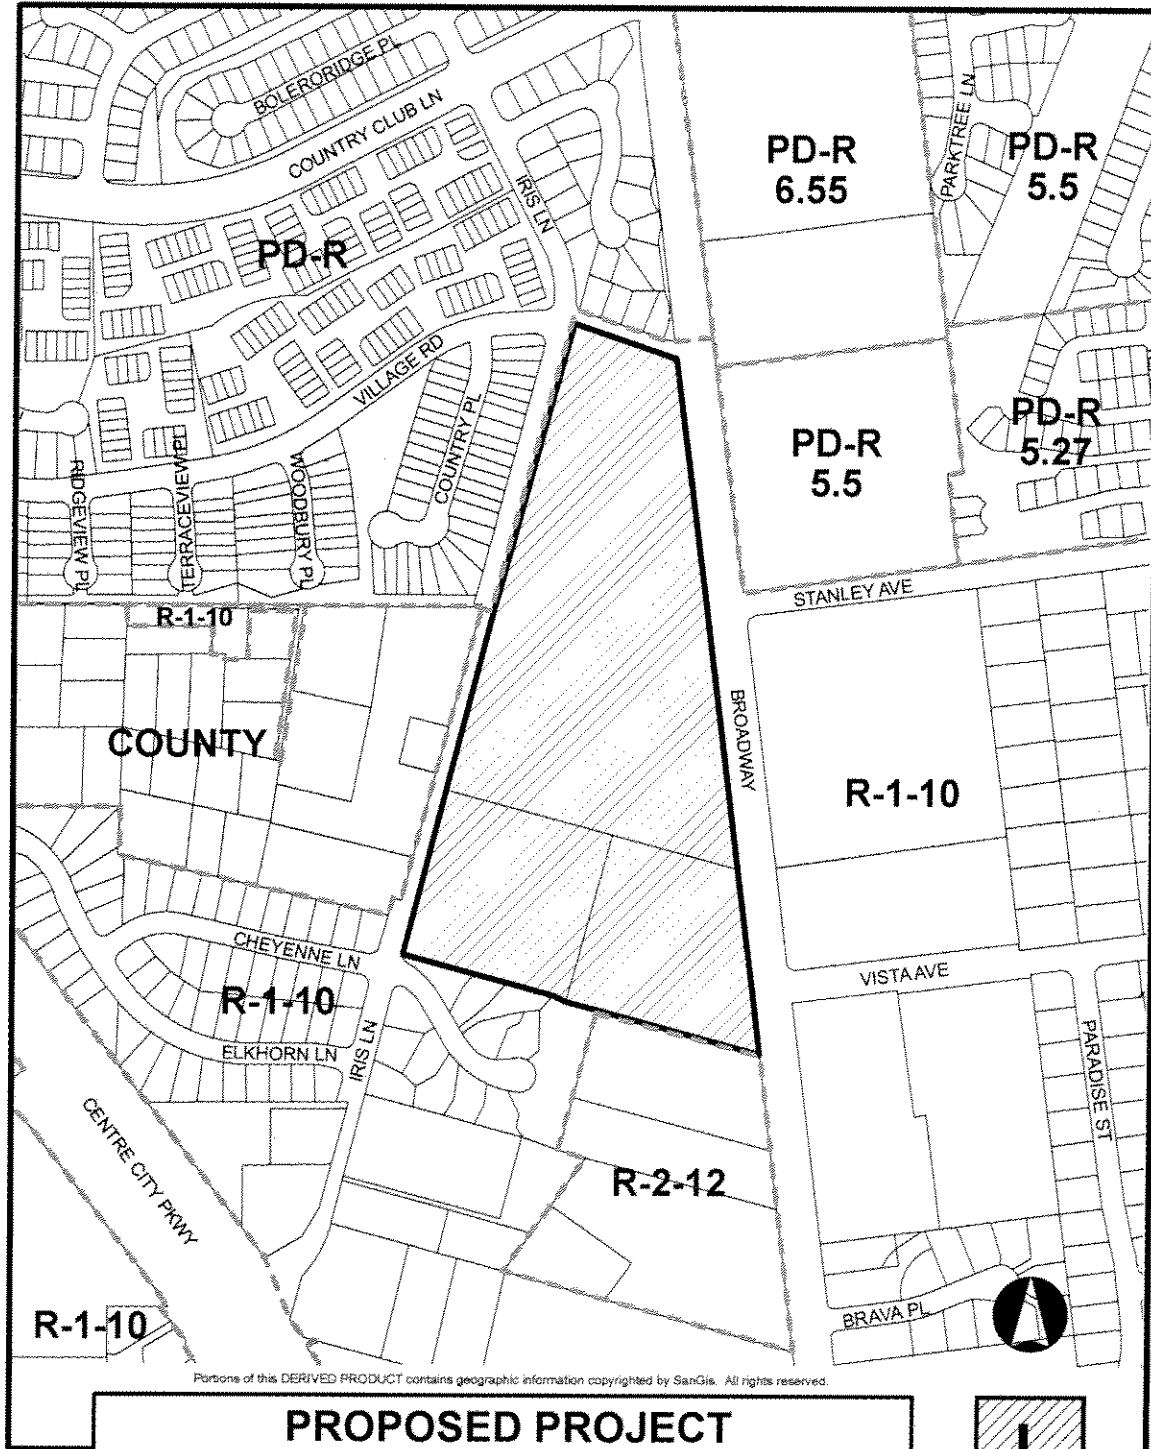 BOLERORIDGE PL
COUNTRY CLUB LN
IRIS LN
PARKTREE LN
PD-R
6.55
PD-R
5.5
PD-R
VILLAGE RD
COUNTRY PL
PD-R
5.5
PD-R
5.27
RIDGEVIEW PL
TERRACEVIEW PL
WOODBURY PL
STANLEY AVE
R-1-10
BROADWAY
COUNTY
R-1-10
CHEYENNE LN
VISTA AVE
R-1-10
ELKHORN LN
IRIS LN
PARADISE ST
CENTRE CITY PKWY
R-2-12
BRAVA PL
R-1-10
Portions of this DERIVED PRODUCT contains geographic information copyrighted by SanGis. All rights reserved.
PROPOSED PROJECT